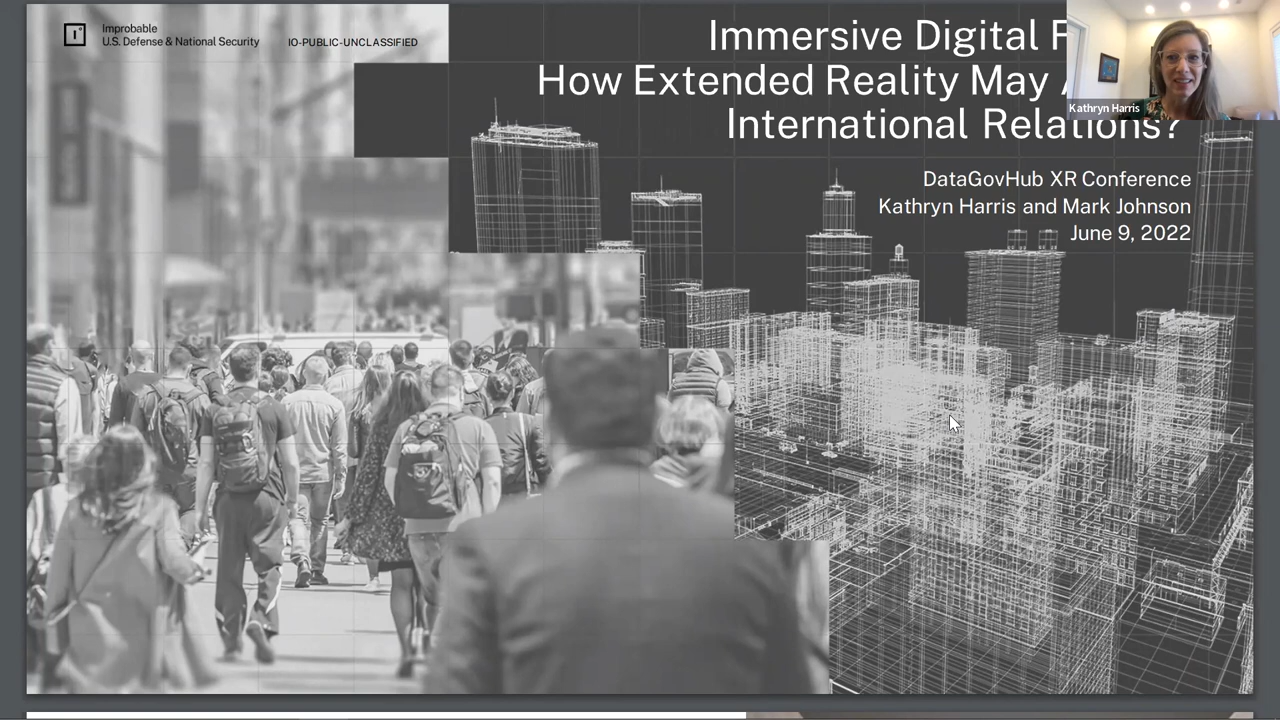 Improbable
U.S. Defense & National Security
IO-PUBLIC-UNCLASSIFIED
Immersive Digital
How Extended Reality May
International Relations?
Kathryn Harris
DataGovHub XR Conference
Kathryn Harris and Mark Johnson
June 9, 2022